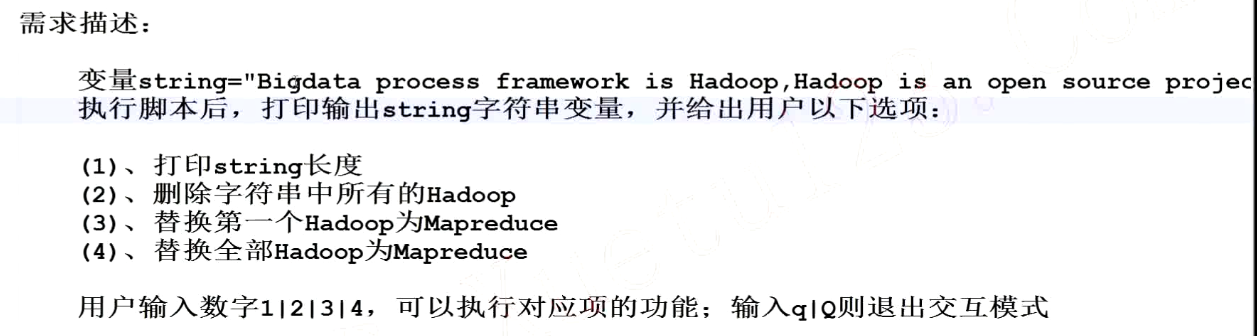 需求描述：
变量string="Bigdata process framework is Hadoop,Hadoop is an open source projec
执行脚本后，打印输出string字符串变量，并给出用户以下选项：
(1)、打印string长度
(2)、删除字符串中所有的Hadoop
(3)、替换第一个Hadoop为Mapreduce
(4)、替换全部Hadoop为Mapreduce
用户输入数字1|2|3|4，可以执行对应项的功能；输入q|Q则退出交互模式